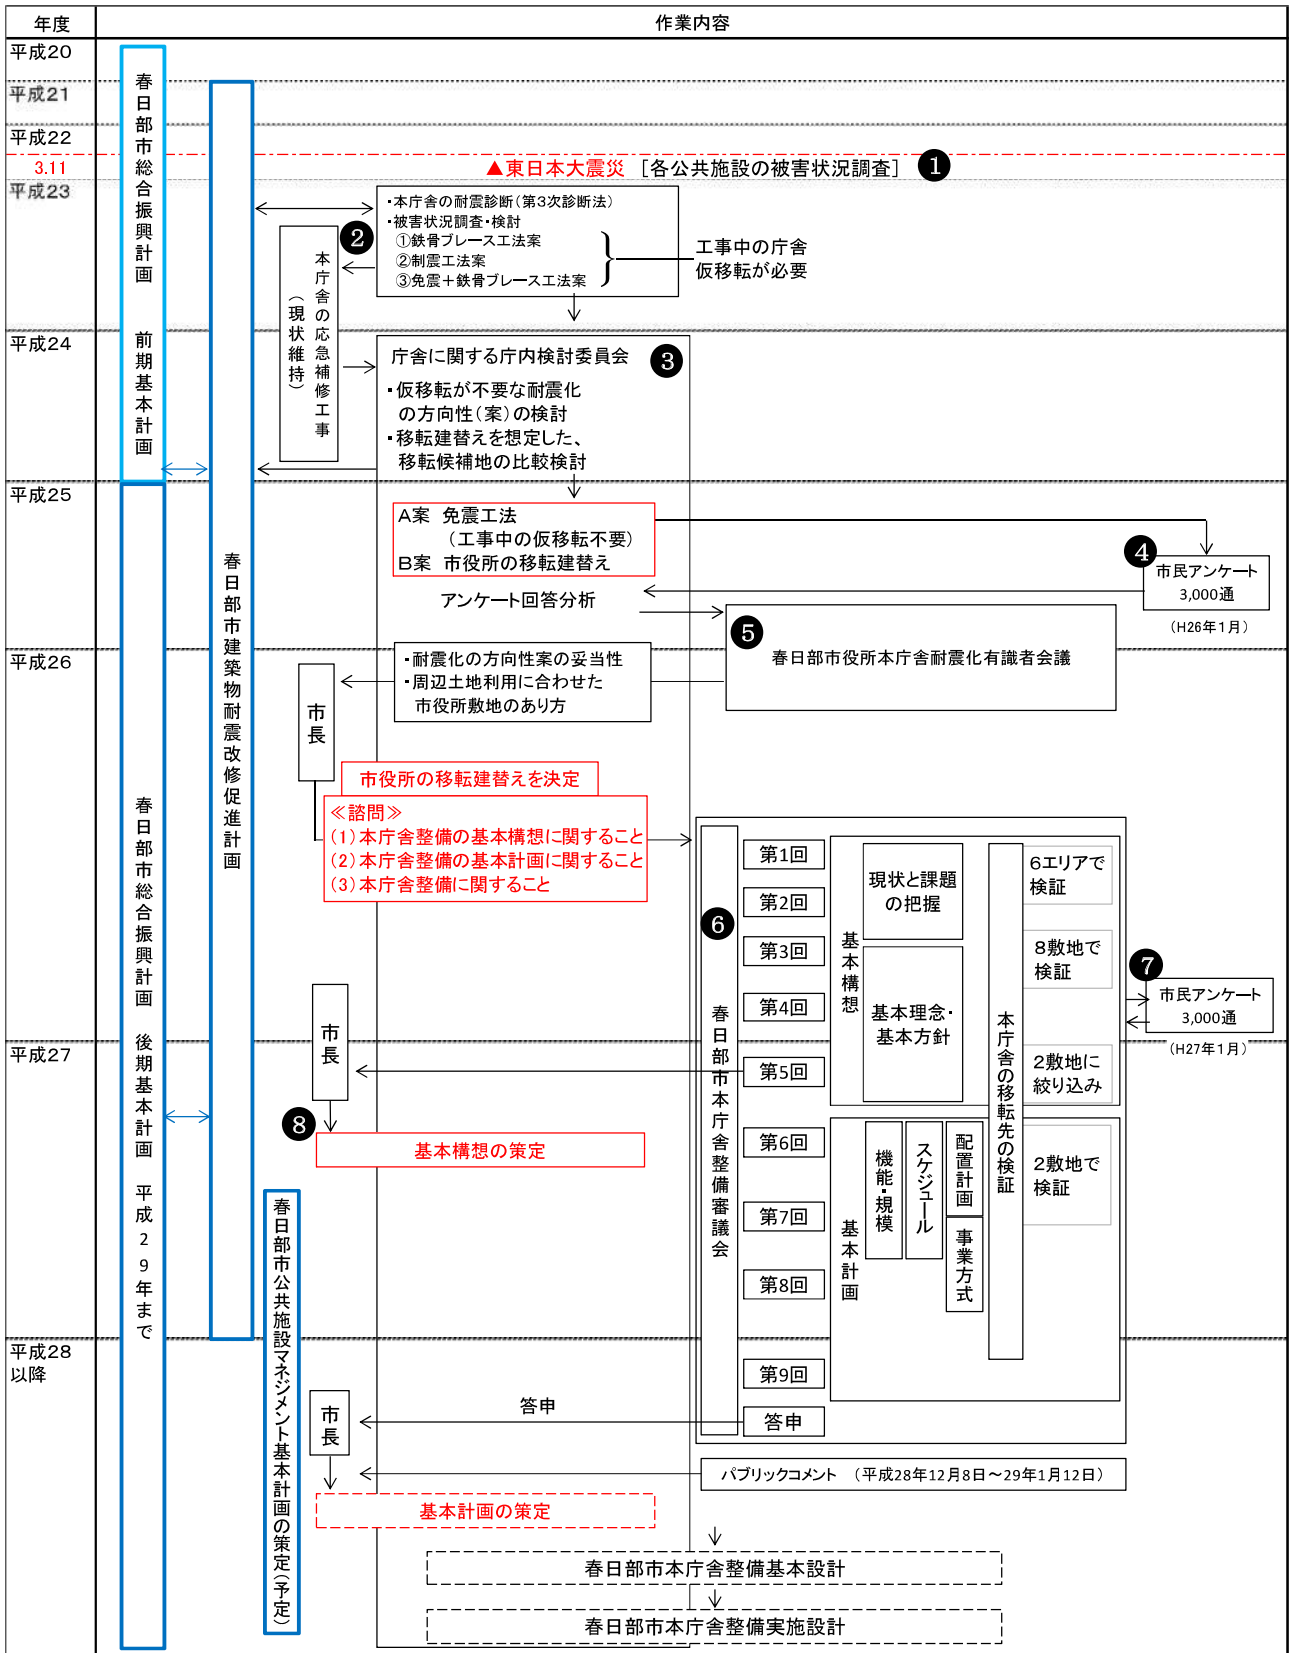 年度
作業内容
平成20
平成21
平成22
3.11
▲東日本大震災 [各公共施設の被害状況調査] ❶
平成23
・本庁舎の耐震診断(第3次診断法)
・被害状況調査・検討
①鉄骨ブレース工法案
②制震工法案
③免震+鉄骨ブレース工法案
工事中の庁舎
仮移転が必要
❷
本庁舎の応急補修工事
(現状維持)
春日部市総合振興計画 前期基本計画
平成24
庁舎に関する庁内検討委員会 ❸
・仮移転が不要な耐震化
の方向性(案)の検討
・移転建替えを想定した、
移転候補地の比較検討
平成25
A案 免震工法
(工事中の仮移転不要)
B案 市役所の移転建替え
❹
市民アンケート
3,000通
(H26年1月)
アンケート回答分析
❺
春日部市役所本庁舎耐震化有識者会議
春日部市建築物耐震改修促進計画
平成26
・耐震化の方向性案の妥当性
・周辺土地利用に合わせた
市役所敷地のあり方
市長
市役所の移転建替えを決定
≪諮問≫
(1)本庁舎整備の基本構想に関すること
(2)本庁舎整備の基本計画に関すること
(3)本庁舎整備に関すること
春日部市総合振興計画 後期基本計画 平成29年まで
❻
春日部市本庁舎整備審議会
第1回
第2回
第3回
第4回
第5回
第6回
第7回
第8回
第9回
答申
基本構想
現状と課題
の把握
基本理念・
基本方針
本庁舎の移転先の検証
6エリアで
検証
8敷地で
検証
2敷地に
絞り込み
2敷地で
検証
❼
市民アンケート
3,000通
(H27年1月)
市長
平成27
❽
基本構想の策定
基本計画
機能・規模
スケジュール
配置計画
事業方式
春日部市公共施設マネジメント基本計画の策定(予定)
平成28
以降
市長
答申
パブリックコメント (平成28年12月8日～29年1月12日)
基本計画の策定
春日部市本庁舎整備基本設計
春日部市本庁舎整備実施設計